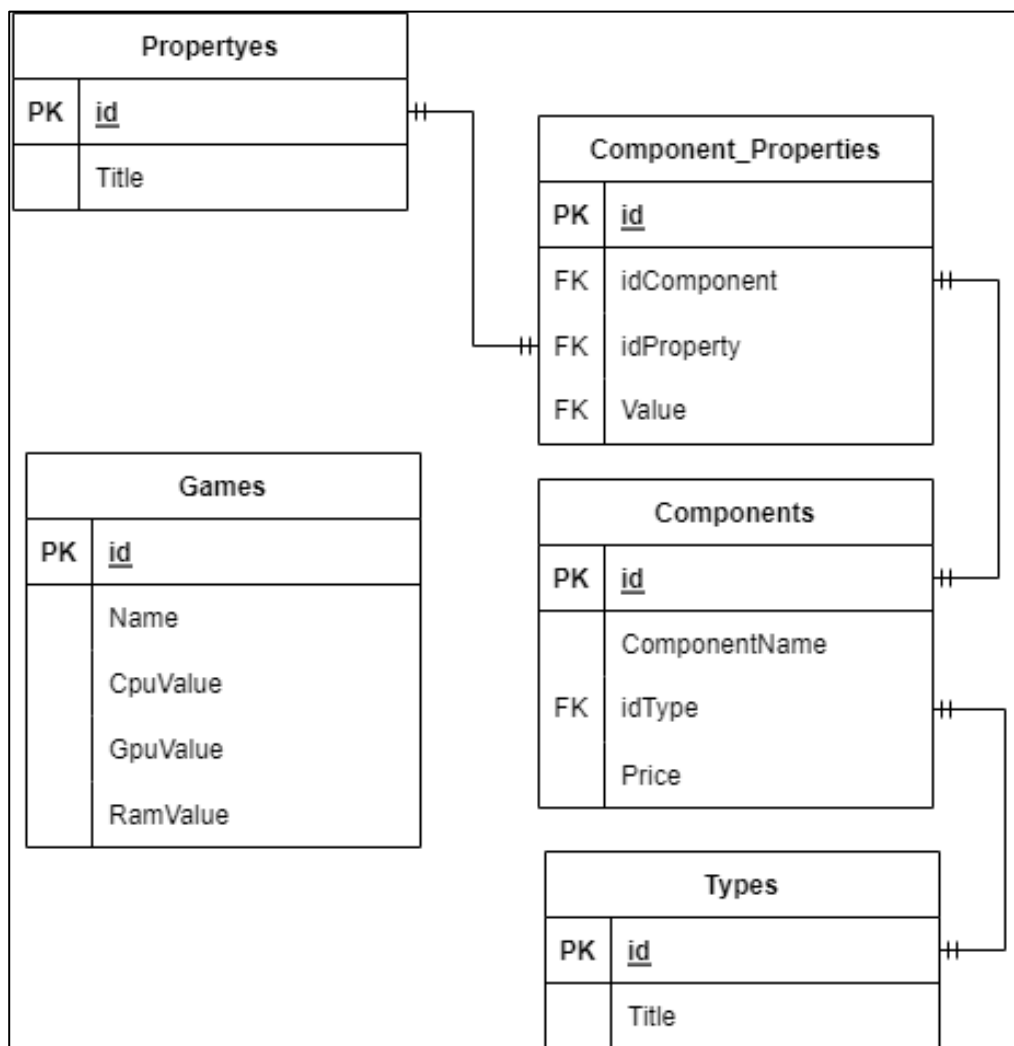 Propertyes
PK id
Title
Component_Properties
PK id
FK idComponent
FK idProperty
FK Value
Games
PK id
Name
CpuValue
GpuValue
RamValue
Components
PK id
ComponentName
FK idType
Price
Types
PK id
Title